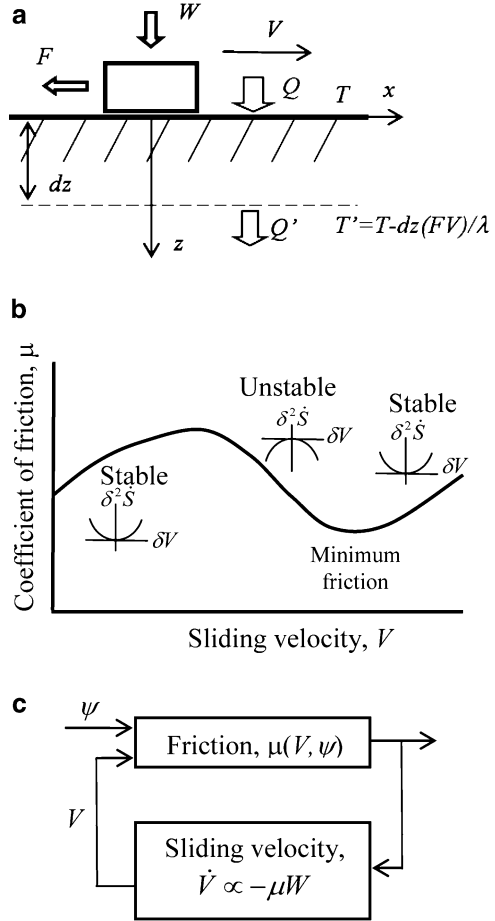 a
W
V
F
Q
T
x
dz
Q’
T’=T-dz(FV)/λ
z
b
Coefficient of friction, μ
Unstable
δ²Ṡ
δV
Stable
δ²Ṡ
δV
Stable
δ²Ṡ
δV
Minimum
friction
Sliding velocity, V
c
ψ
Friction, μ(V,ψ)
V
Sliding velocity,
V̇ ∝ −μW